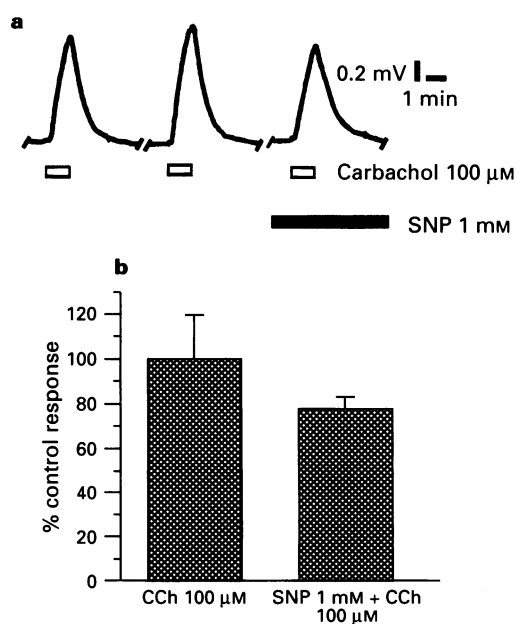 a
0.2 mV
1 min
Carbachol 100 μM
SNP 1 mM
b
% control response
120
100
80
60
40
20
0
CCh 100 μM
SNP 1 mM + CCh
100 μM